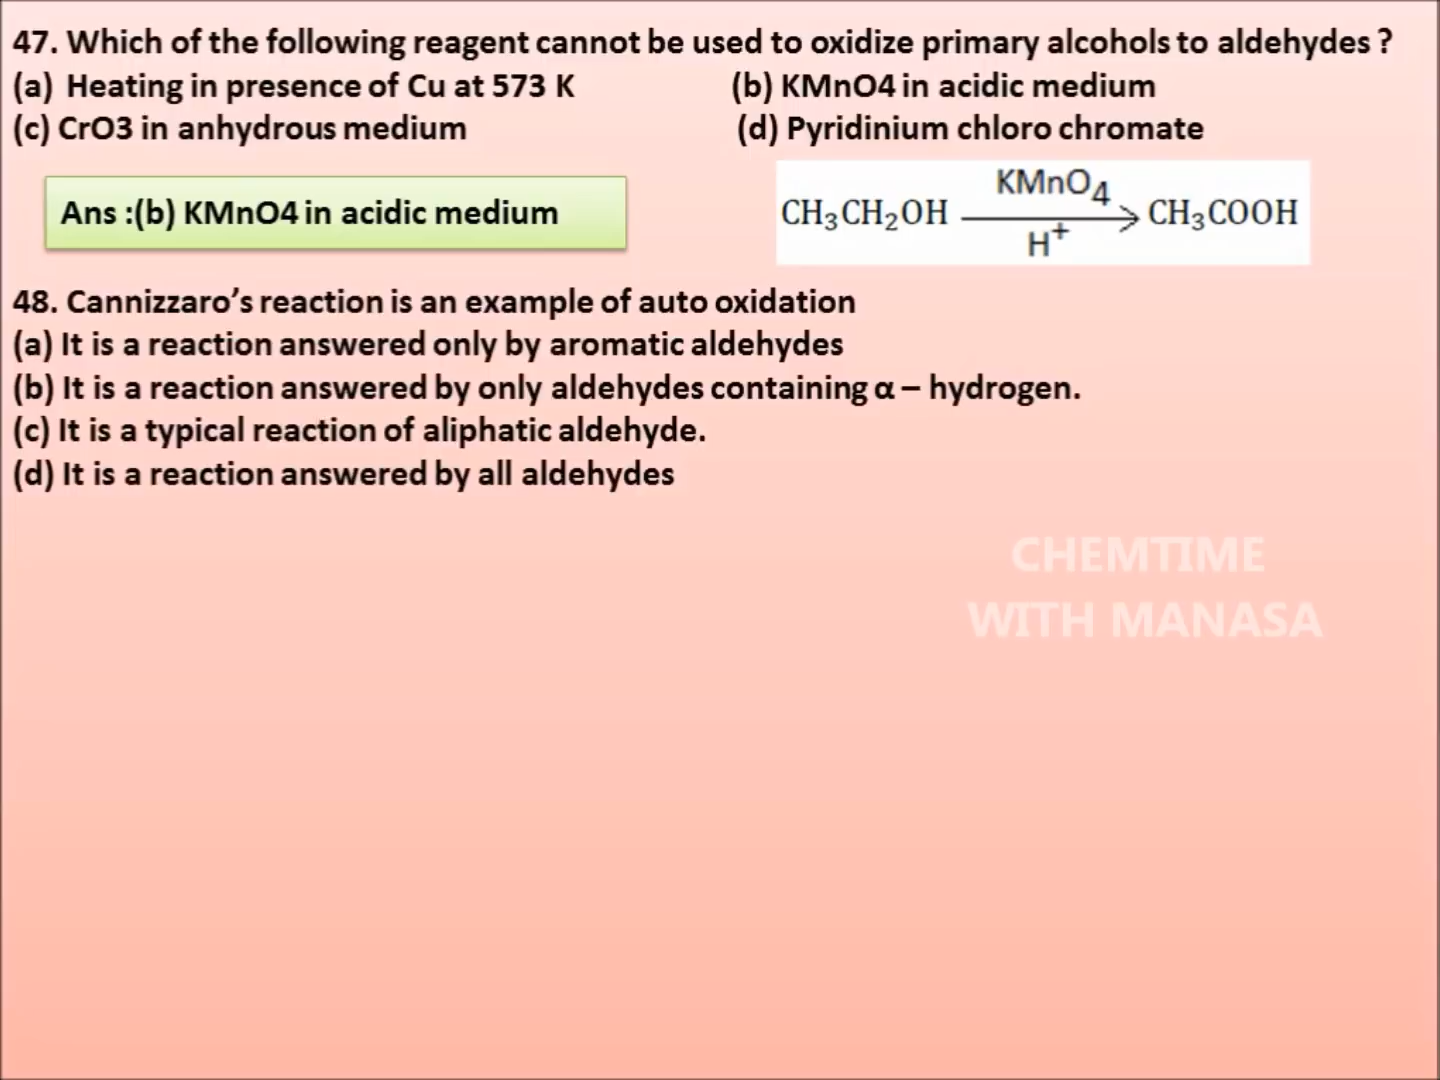 47. Which of the following reagent cannot be used to oxidize primary alcohols to aldehydes ?
(a) Heating in presence of Cu at 573 K (b) KMnO4 in acidic medium
(c) CrO3 in anhydrous medium (d) Pyridinium chloro chromate
Ans :(b) KMnO4 in acidic medium
KMnO₄
CH₃CH₂OH ⟶ CH₃COOH
H⁺
48. Cannizzaro’s reaction is an example of auto oxidation
(a) It is a reaction answered only by aromatic aldehydes
(b) It is a reaction answered by only aldehydes containing α – hydrogen.
(c) It is a typical reaction of aliphatic aldehyde.
(d) It is a reaction answered by all aldehydes
CHEMTIME
WITH MANASA